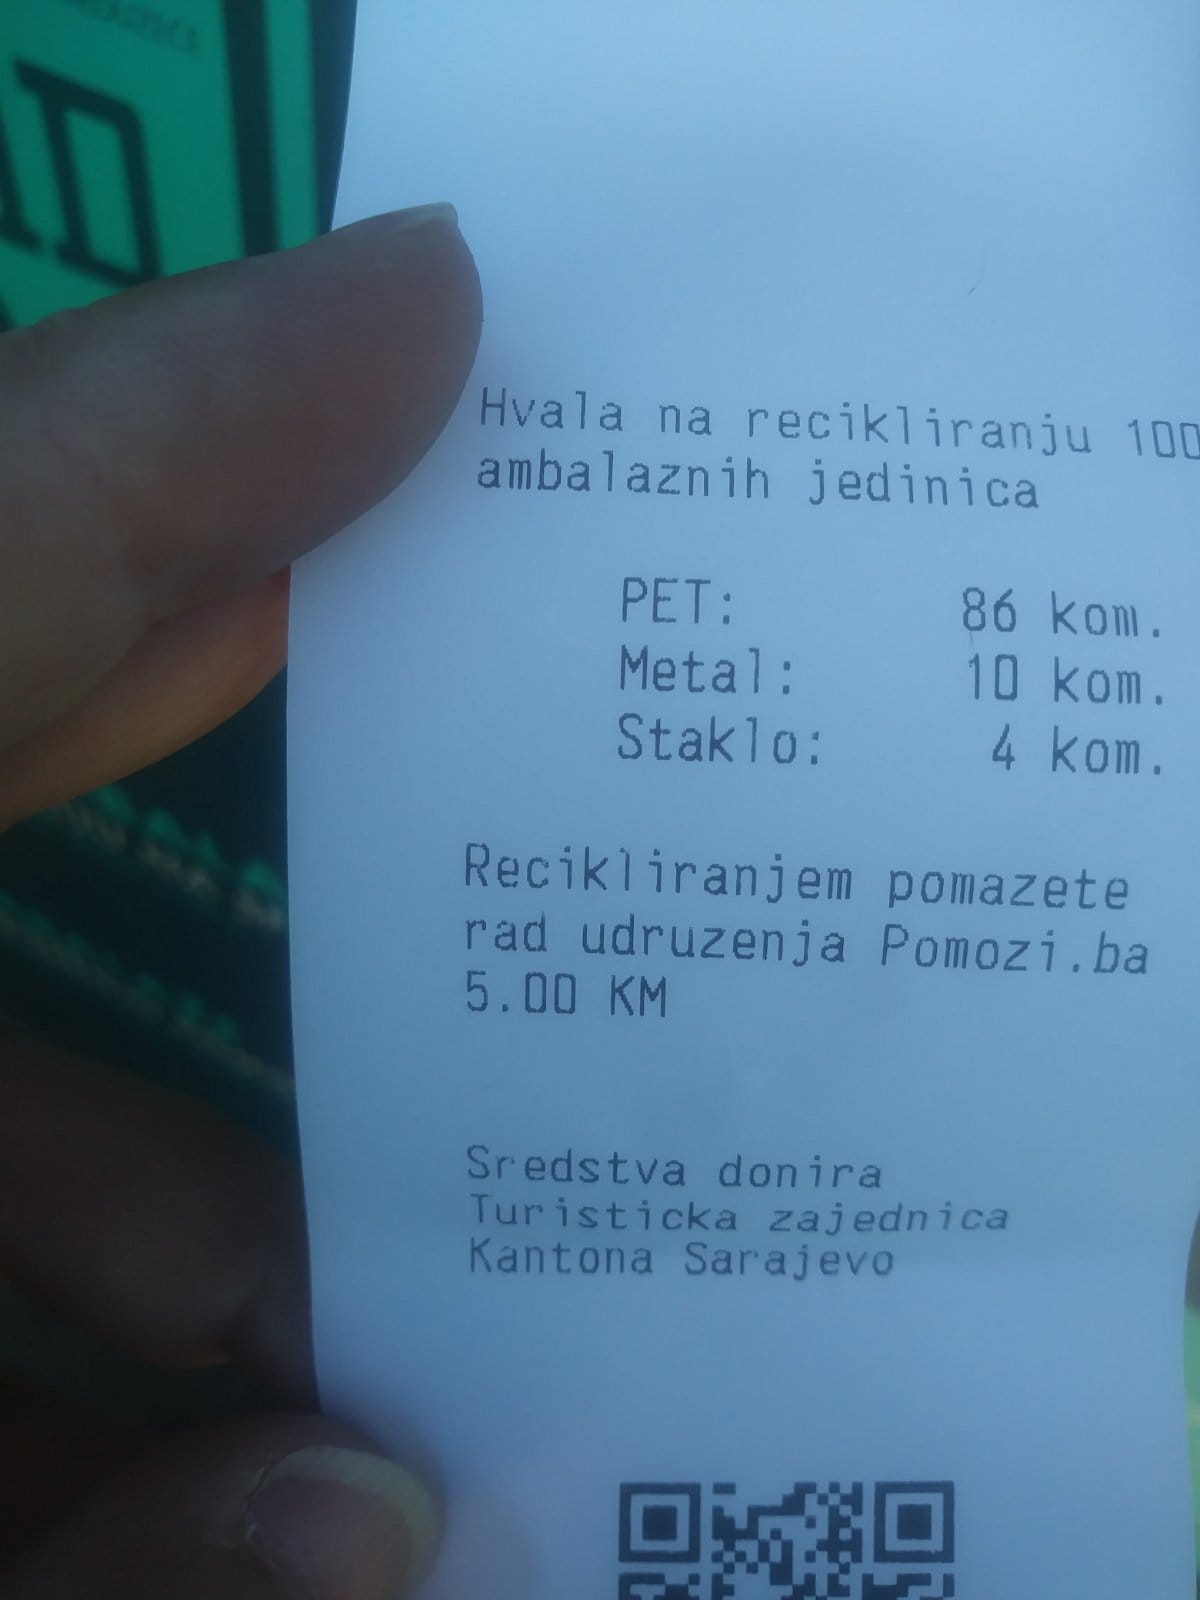 Hvala na recikliranju 100
ambalaznih jedinica
PET: 86 kom.
Metal: 10 kom.
Staklo: 4 kom.
Recikliranjem pomazete
rad udruzenja Pomozi.ba
5.00 KM
Sredstva donira
Turisticka zajednica
Kantona Sarajevo